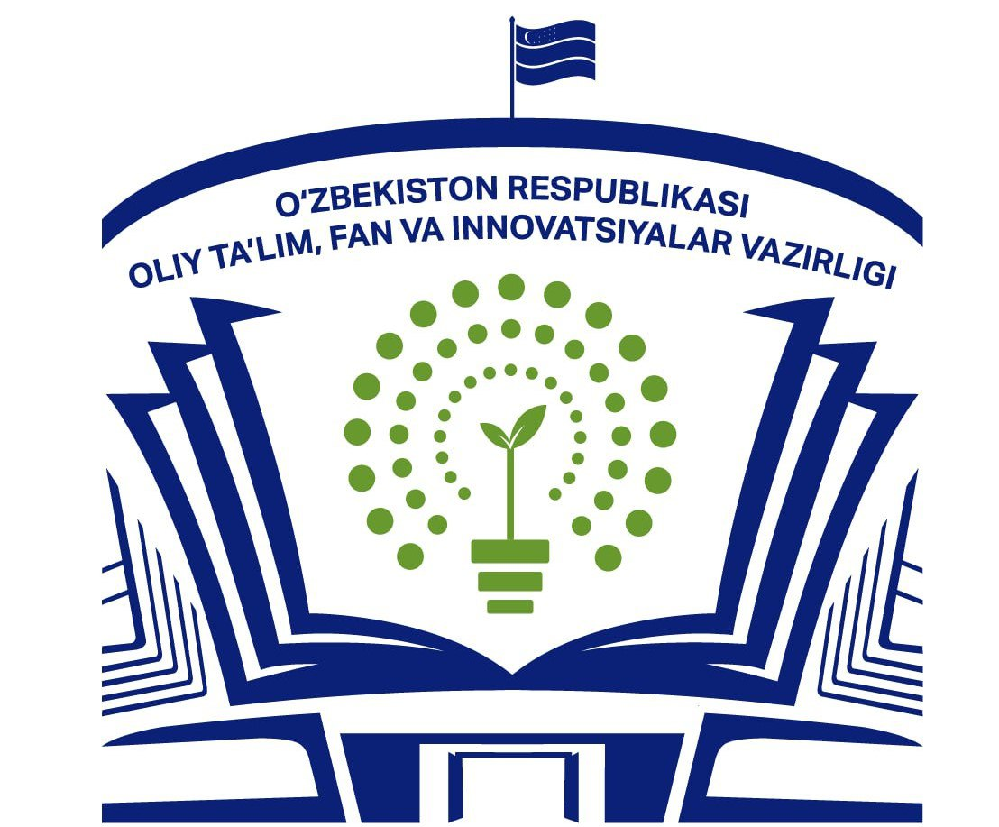 O‘ZBEKISTON RESPUBLIKASI
OLIY TA’LIM, FAN VA INNOVATSIYALAR VAZIRLIGI